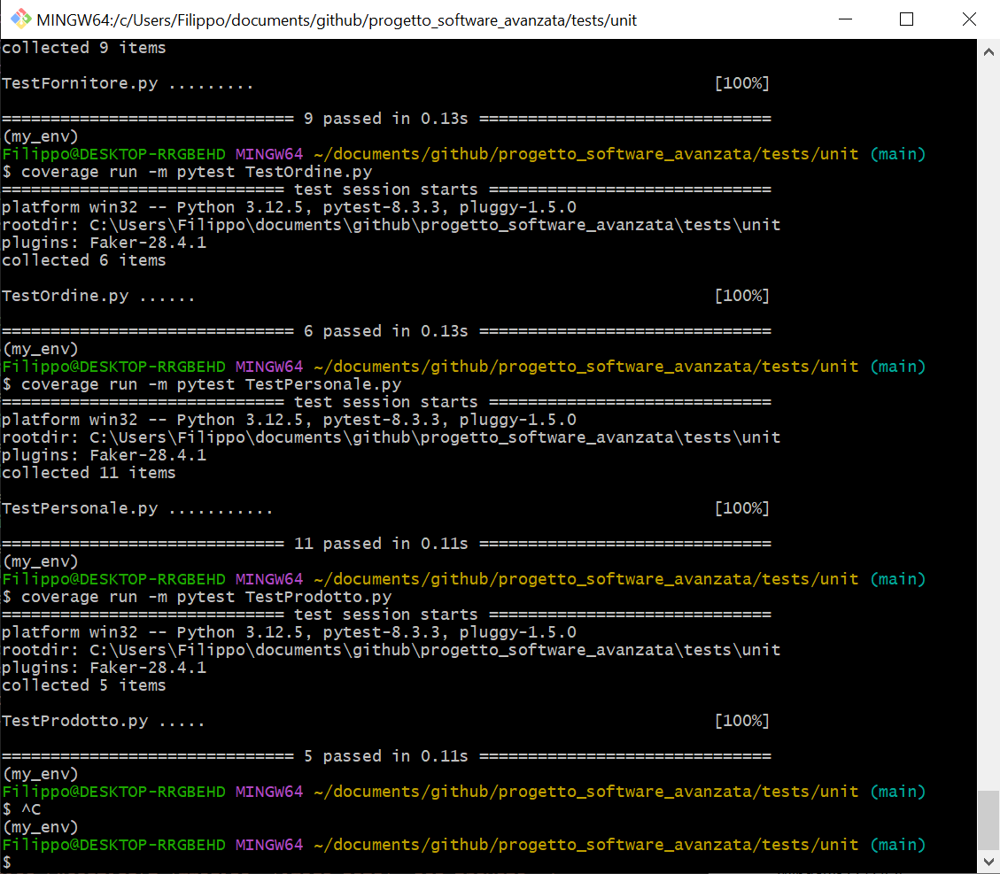 MINGW64:/c/Users/Filippo/documents/github/progetto_software_avanzata/tests/unit
collected 9 items
TestFornitore.py ......... [100%]
============================== 9 passed in 0.13s ==============================
(my_env)
Filippo@DESKTOP-RRGBEHD MINGW64 ~/documents/github/progetto_software_avanzata/tests/unit (main)
$ coverage run -m pytest TestOrdine.py
============================= test session starts =============================
platform win32 -- Python 3.12.5, pytest-8.3.3, pluggy-1.5.0
rootdir: C:\Users\Filippo\documents\github\progetto_software_avanzata\tests\unit
plugins: Faker-28.4.1
collected 6 items
TestOrdine.py ...... [100%]
============================== 6 passed in 0.13s ==============================
(my_env)
Filippo@DESKTOP-RRGBEHD MINGW64 ~/documents/github/progetto_software_avanzata/tests/unit (main)
$ coverage run -m pytest TestPersonale.py
============================= test session starts =============================
platform win32 -- Python 3.12.5, pytest-8.3.3, pluggy-1.5.0
rootdir: C:\Users\Filippo\documents\github\progetto_software_avanzata\tests\unit
plugins: Faker-28.4.1
collected 11 items
TestPersonale.py ........... [100%]
============================= 11 passed in 0.11s ==============================
(my_env)
Filippo@DESKTOP-RRGBEHD MINGW64 ~/documents/github/progetto_software_avanzata/tests/unit (main)
$ coverage run -m pytest TestProdotto.py
============================= test session starts =============================
platform win32 -- Python 3.12.5, pytest-8.3.3, pluggy-1.5.0
rootdir: C:\Users\Filippo\documents\github\progetto_software_avanzata\tests\unit
plugins: Faker-28.4.1
collected 5 items
TestProdotto.py ..... [100%]
============================== 5 passed in 0.11s ==============================
(my_env)
Filippo@DESKTOP-RRGBEHD MINGW64 ~/documents/github/progetto_software_avanzata/tests/unit (main)
$ ^C
(my_env)
Filippo@DESKTOP-RRGBEHD MINGW64 ~/documents/github/progetto_software_avanzata/tests/unit (main)
$